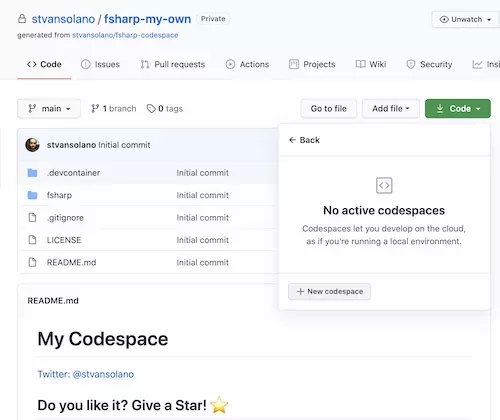 stvansolano / fsharp-my-own Private
Unwatch
generated from stvansolano/fsharp-codespace
Code Issues Pull requests Actions Projects Wiki Security
main 1 branch 0 tags Go to file Add file Code
stvansolano Initial commit
Back
.devcontainer Initial commit
fsharp Initial commit
.gitignore Initial commit
LICENSE Initial commit
README.md Initial commit
No active codespaces
Codespaces let you develop on the cloud,
as if you're running a local environment.
New codespace
README.md
My Codespace
Twitter: @stvansolano
Do you like it? Give a Star!